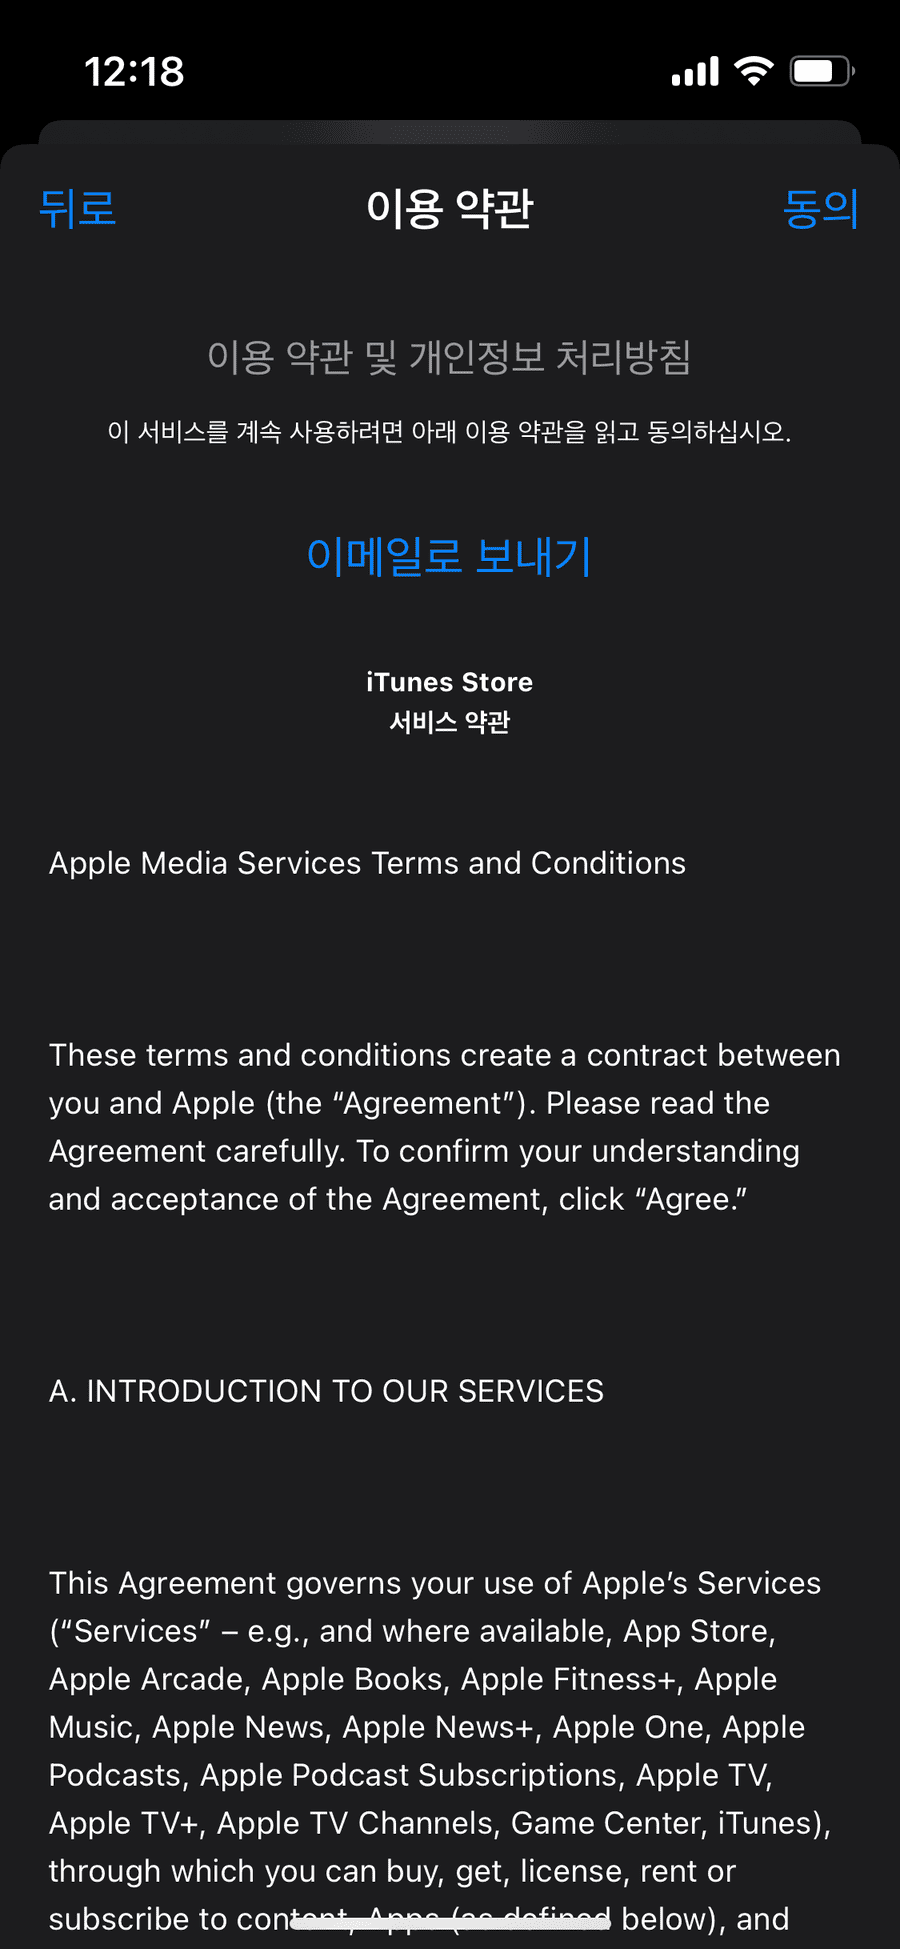 12:18
뒤로 이용 약관 동의
이용 약관 및 개인정보 처리방침
이 서비스를 계속 사용하려면 아래 이용 약관을 읽고 동의하십시오.
이메일로 보내기
iTunes Store
서비스 약관
Apple Media Services Terms and Conditions
These terms and conditions create a contract between
you and Apple (the “Agreement”). Please read the
Agreement carefully. To confirm your understanding
and acceptance of the Agreement, click “Agree.”
A. INTRODUCTION TO OUR SERVICES
This Agreement governs your use of Apple’s Services
(“Services” – e.g., and where available, App Store,
Apple Arcade, Apple Books, Apple Fitness+, Apple
Music, Apple News, Apple News+, Apple One, Apple
Podcasts, Apple Podcast Subscriptions, Apple TV,
Apple TV+, Apple TV Channels, Game Center, iTunes),
through which you can buy, get, license, rent or
subscribe to content, Apps (as defined below), and